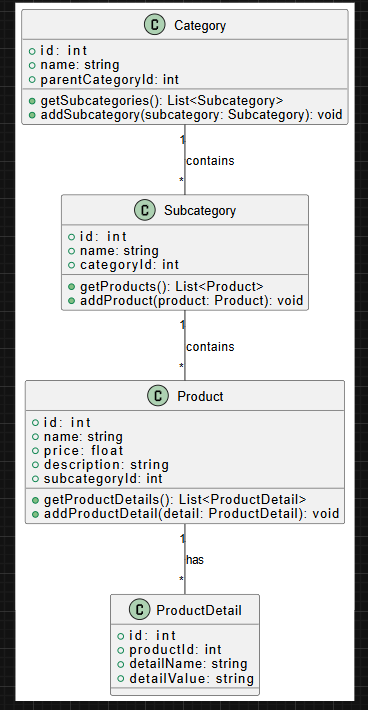 C Category
id: int
name: string
parentCategoryId: int
getSubcategories(): List<Subcategory>
addSubcategory(subcategory: Subcategory): void
1
contains
*
C Subcategory
id: int
name: string
categoryId: int
getProducts(): List<Product>
addProduct(product: Product): void
1
contains
*
C Product
id: int
name: string
price: float
description: string
subcategoryId: int
getProductDetails(): List<ProductDetail>
addProductDetail(detail: ProductDetail): void
1
has
*
C ProductDetail
id: int
productId: int
detailName: string
detailValue: string